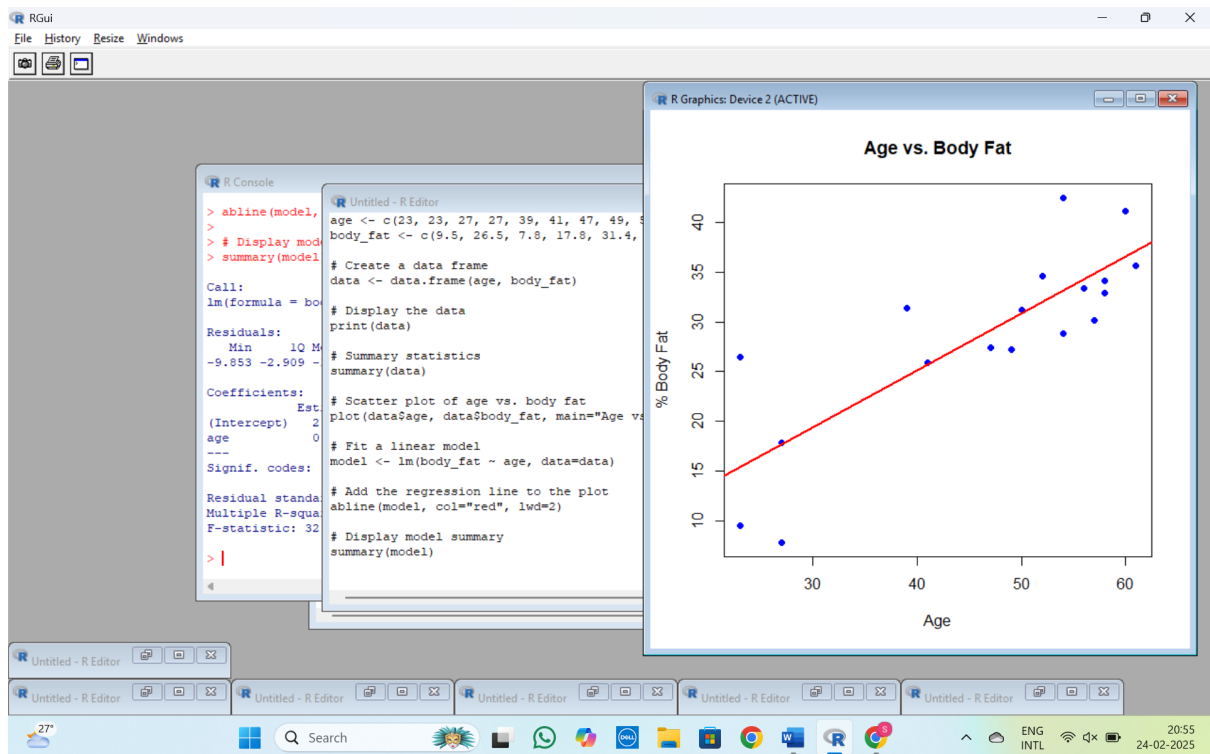 RGui
File History Resize Windows
R Graphics: Device 2 (ACTIVE)
Age vs. Body Fat
% Body Fat
40
35
30
25
20
15
10
30 40 50 60
Age
R Console
> abline(model,
>
> # Display mod
> summary(model
Call:
lm(formula = bo
Residuals:
Min 1Q M
-9.853 -2.909 -
Coefficients:
Est
(Intercept) 2
age 0
---
Signif. codes:
Residual standa
Multiple R-squa
F-statistic: 32
>
Untitled - R Editor
age <- c(23, 23, 27, 27, 39, 41, 47, 49, 5
body_fat <- c(9.5, 26.5, 7.8, 17.8, 31.4,
# Create a data frame
data <- data.frame(age, body_fat)
# Display the data
print(data)
# Summary statistics
summary(data)
# Scatter plot of age vs. body fat
plot(data$age, data$body_fat, main="Age vs
# Fit a linear model
model <- lm(body_fat ~ age, data=data)
# Add the regression line to the plot
abline(model, col="red", lwd=2)
# Display model summary
summary(model)
Untitled - R Editor
Untitled - R Editor
Untitled - R Editor
Untitled - R Editor
Untitled - R Editor
Untitled - R Editor
27°
Search
DELL
S
ENG
INTL
20:55
24-02-2025